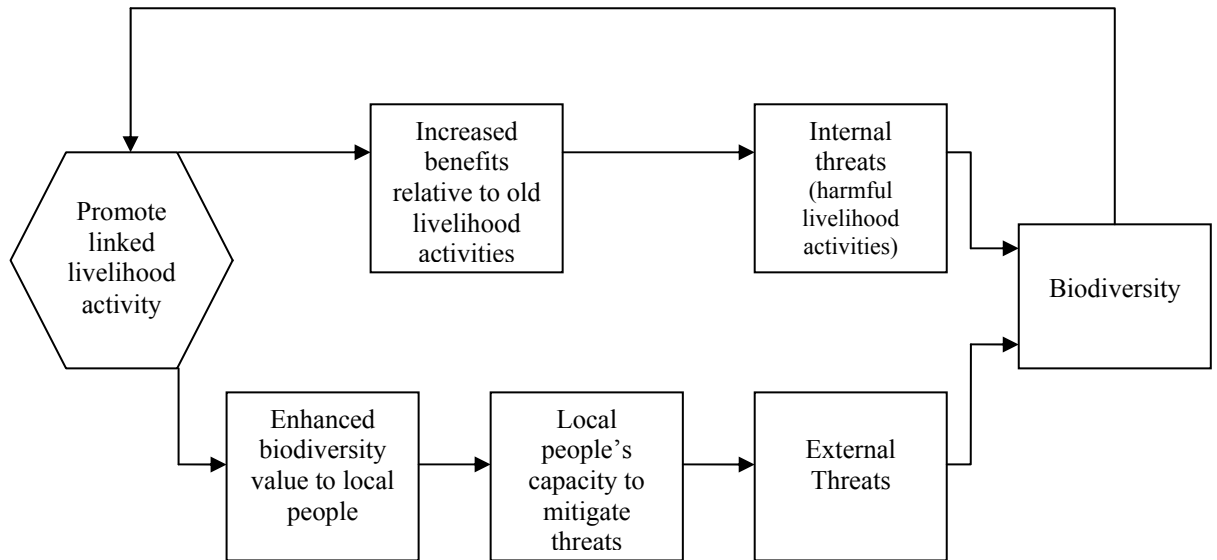 Promote
linked
livelihood
activity
Increased
benefits
relative to old
livelihood
activities
Internal
threats
(harmful
livelihood
activities)
Biodiversity
Enhanced
biodiversity
value to local
people
Local
people’s
capacity to
mitigate
threats
External
Threats